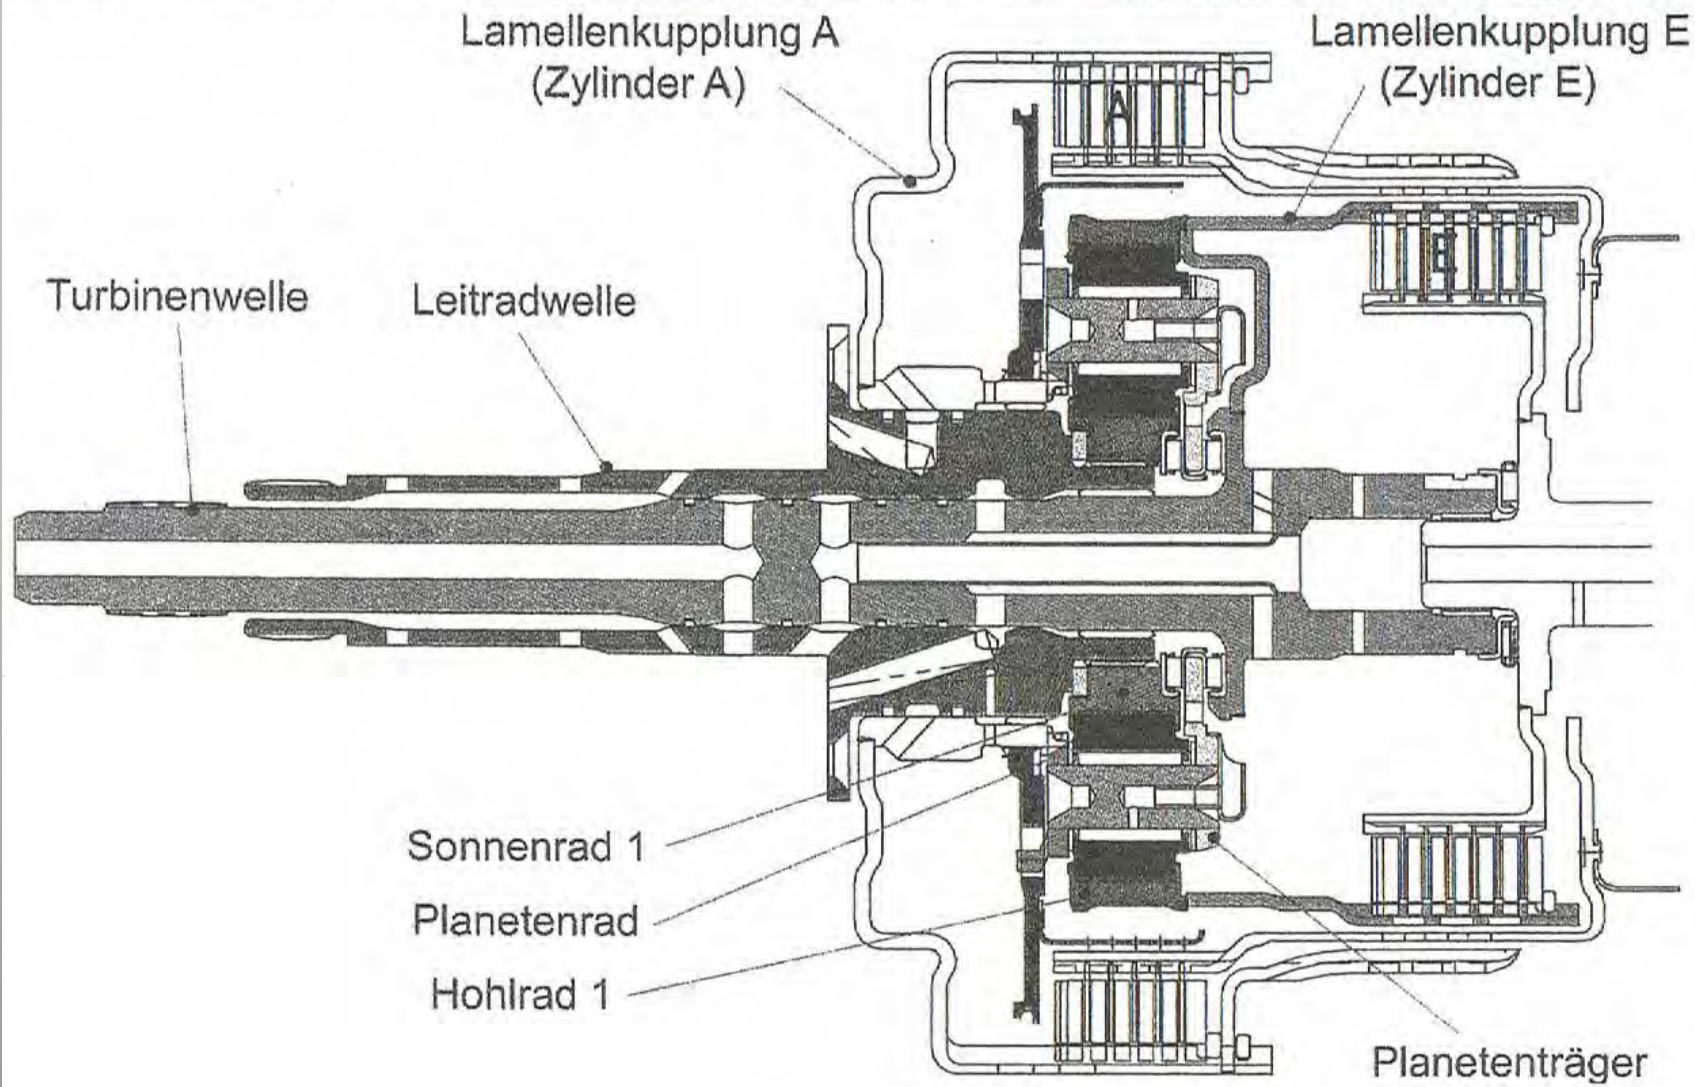 Lamellenkupplung A
(Zylinder A)
Lamellenkupplung E
(Zylinder E)
A
E
Turbinenwelle
Leitradwelle
Sonnenrad 1
Planetenrad
Hohlrad 1
Planetenträger